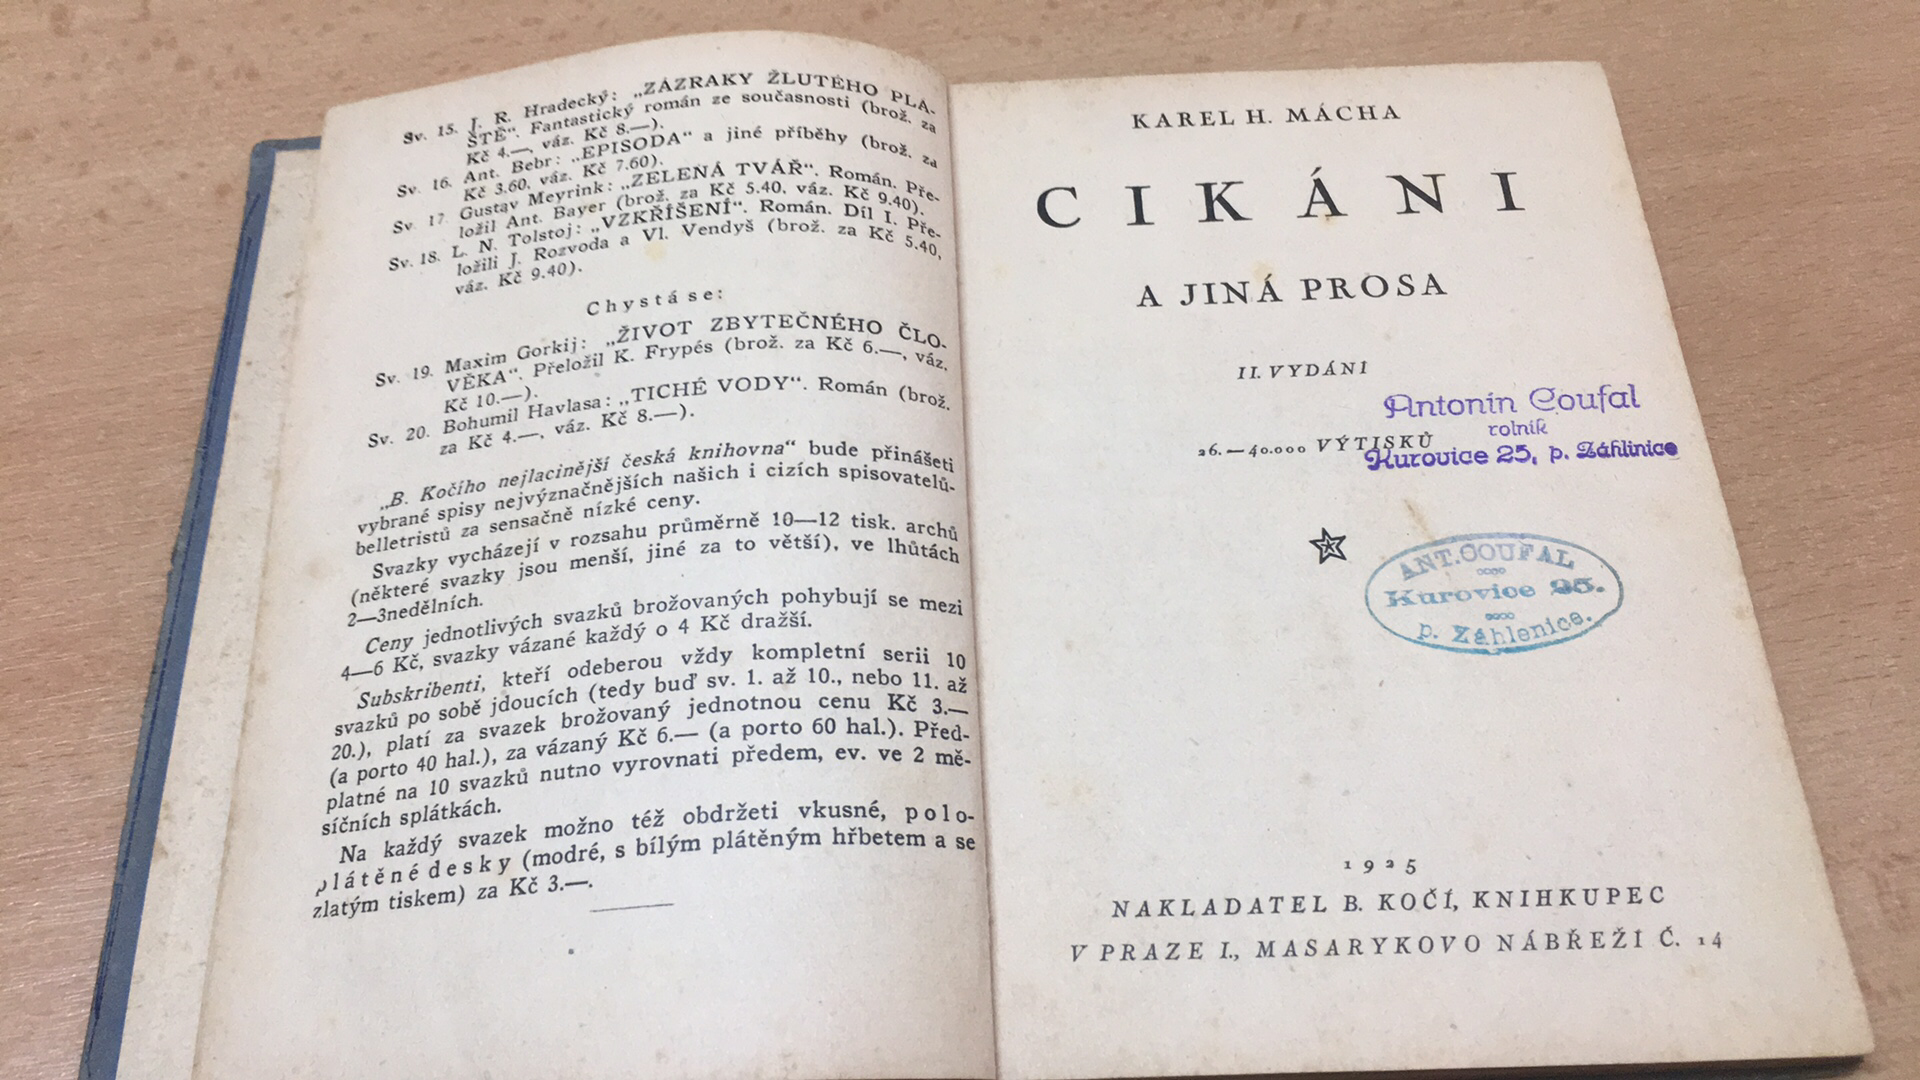 Sv. 15. J. R. Hradecký: „ZÁZRAKY ŽLUTÉHO PLÁ-
ŠTĚ“. Fantastický román ze současnosti (brož. za
Kč 4.—, váz. Kč 8.—).
Sv. 16. Ant. Bebr: „EPISODA“ a jiné příběhy (brož. za
Kč 3.60, váz. Kč 7.60).
Sv. 17. Gustav Meyrink: „ZELENÁ TVÁŘ“. Román. Pře-
ložil Ant. Bayer (brož. za Kč 5.40, váz. Kč 9.40).
Sv. 18. L. N. Tolstoj: „VZKŘÍŠENÍ“. Román. Díl I. Pře-
ložili J. Rozvoda a Vl. Vendyš (brož. za Kč 5.40,
váz. Kč 9.40).
Chystá se:
Sv. 19. Maxim Gorkij: „ŽIVOT ZBYTEČNÉHO ČLO-
VĚKA“. Přeložil K. Frypés (brož. za Kč 6.—, váz.
Kč 10.—).
Sv. 20. Bohumil Havlasa: „TICHÉ VODY“. Román (brož.
za Kč 4.—, váz. Kč 8.—).
„B. Kočího nejlacinější česká knihovna“ bude přinášeti
vybrané spisy nejvýznačnějších našich i cizích spisovatelů-
belletristů za sensačně nízké ceny.
Svazky vycházejí v rozsahu průměrně 10—12 tisk. archů
(některé svazky jsou menší, jiné za to větší), ve lhůtách
2—3nedělních.
Ceny jednotlivých svazků brožovaných pohybují se mezi
4—6 Kč, svazky vázané každý o 4 Kč dražší.
Subskribenti, kteří odeberou vždy kompletní serii 10
svazků po sobě jdoucích (tedy buď sv. 1. až 10., nebo 11. až
20.), platí za svazek brožovaný jednotnou cenu Kč 3.—
(a porto 40 hal.), za vázaný Kč 6.— (a porto 60 hal.). Před-
platné na 10 svazků nutno vyrovnati předem, ev. ve 2 mě-
síčních splátkách.
Na každý svazek možno též obdržeti vkusné, polo-
plátěné desky (modré, s bílým plátěným hřbetem a se
zlatým tiskem) za Kč 3.—.
KAREL H. MÁCHA
CIKÁNI
A JINÁ PROSA
II. VYDÁNÍ
Antonín Coufal
rolník
26.—40.000 VÝTISKŮ
Kurovice 25, p. Záhlinice
ANT. COUFAL
Kurovice 25.
p. Záhlenice.
1925
NAKLADATEL B. KOČÍ, KNIHKUPEC
V PRAZE I., MASARYKOVO NÁBŘEŽÍ Č. 14